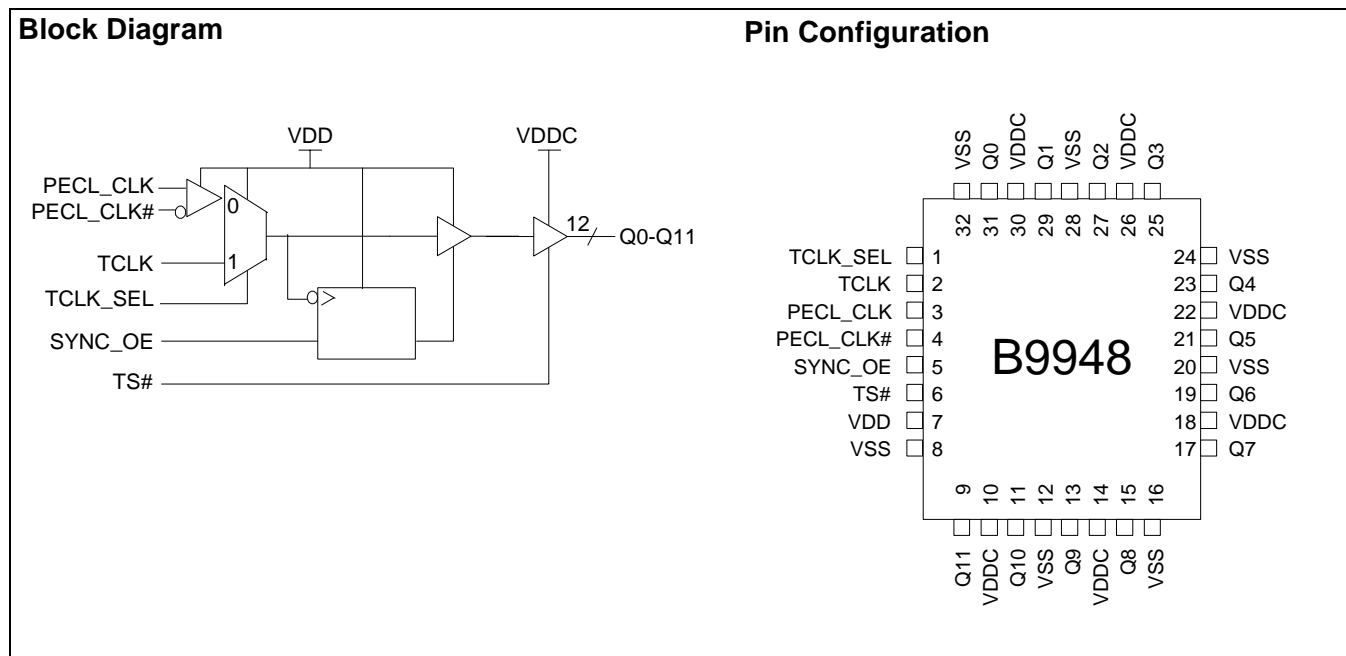 Block Diagram
VDD
VDDC
PECL_CLK
PECL_CLK#
0
TCLK
1
TCLK_SEL
SYNC_OE
TS#
12
Q0-Q11
>
Pin Configuration
VSS
Q0
VDDC
Q1
VSS
Q2
VDDC
Q3
32
31
30
29
28
27
26
25
TCLK_SEL 1
TCLK 2
PECL_CLK 3
PECL_CLK# 4
SYNC_OE 5
TS# 6
VDD 7
VSS 8
B9948
24 VSS
23 Q4
22 VDDC
21 Q5
20 VSS
19 Q6
18 VDDC
17 Q7
9
10
11
12
13
14
15
16
Q11
VDDC
Q10
VSS
Q9
VDDC
Q8
VSS